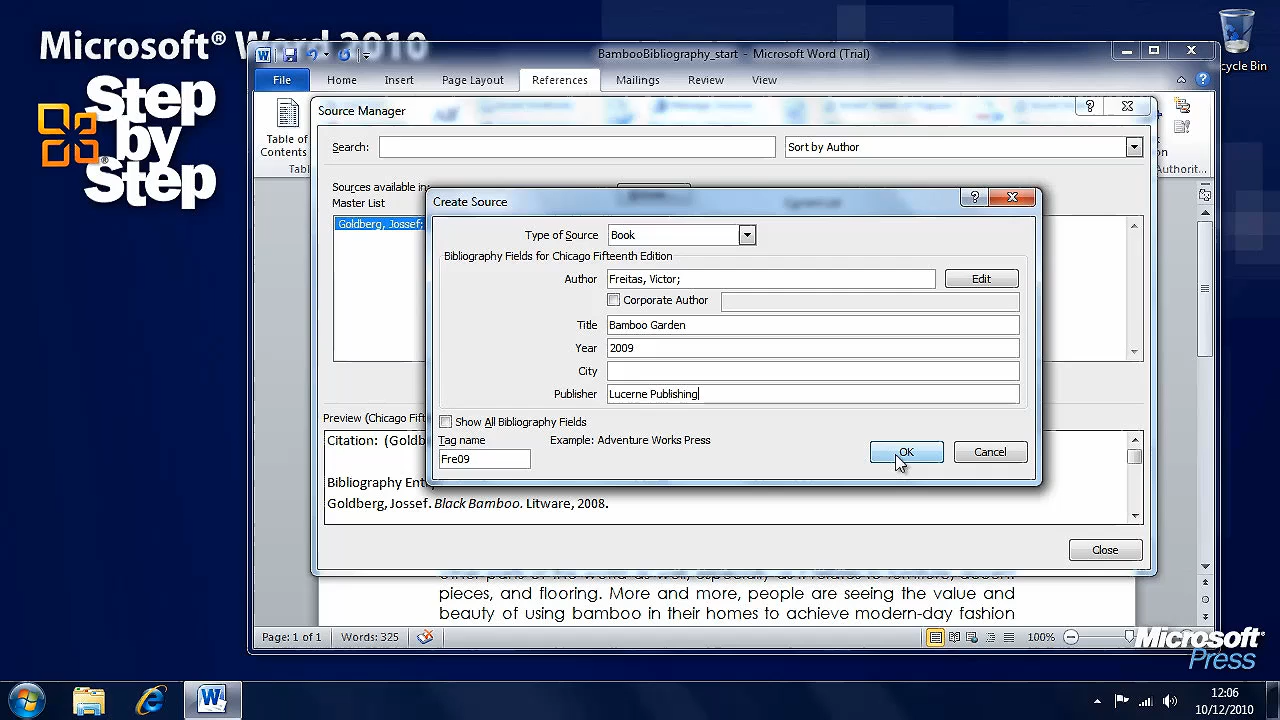 Microsoft® Word 2010
Step by Step
BambooBibliography_start - Microsoft Word (Trial)
Recycle Bin
File Home Insert Page Layout References Mailings Review View
Table of Contents
Source Manager
Search: Sort by Author
Sources available in:
Master List
Goldberg, Jossef;
Create Source
Type of Source Book
Bibliography Fields for Chicago Fifteenth Edition
Author Freitas, Victor; Edit
Corporate Author
Title Bamboo Garden
Year 2009
City
Publisher Lucerne Publishing
Show All Bibliography Fields
Tag name Example: Adventure Works Press
Fre09
OK Cancel
Preview (Chicago Fift
Citation: (Goldb
Bibliography Ent
Goldberg, Jossef. Black Bamboo. Litware, 2008.
Close
pieces, and flooring. More and more, people are seeing the value and
beauty of using bamboo in their homes to achieve modern-day fashion
Page: 1 of 1 Words: 325 100%
Microsoft Press
12:06
10/12/2010